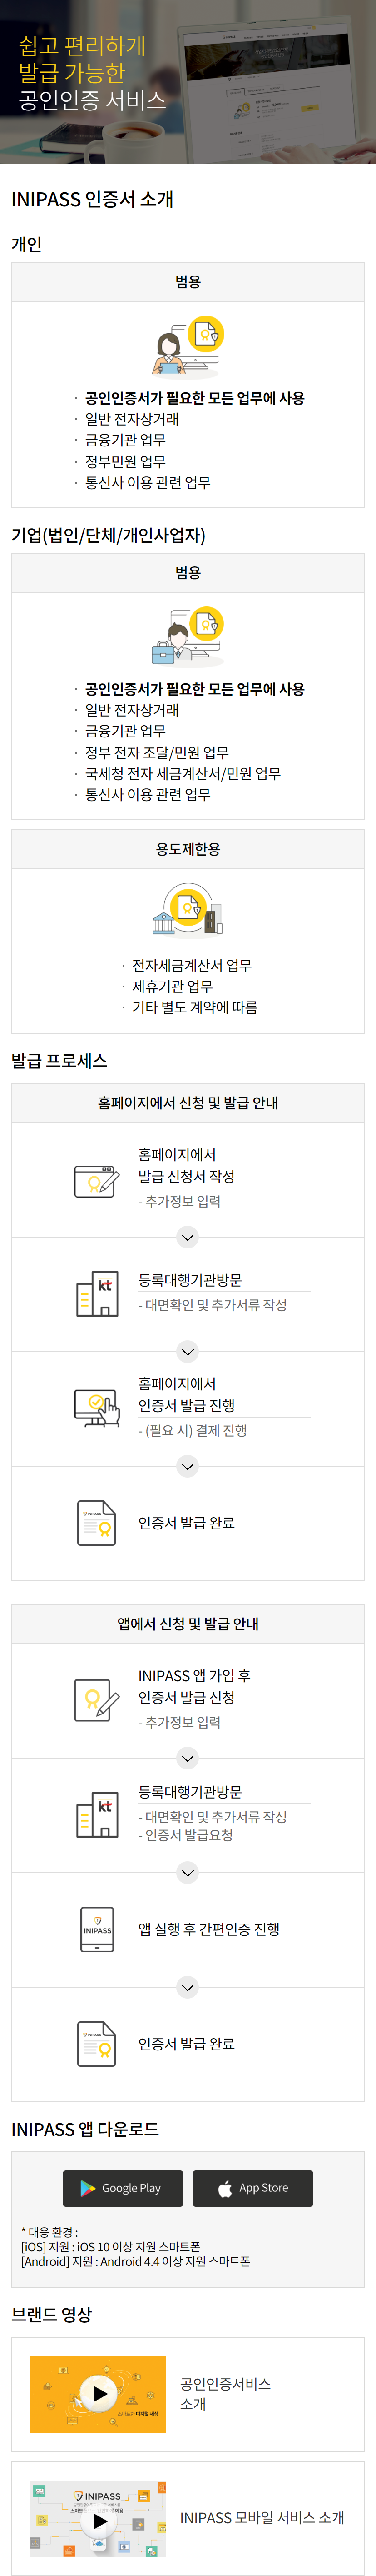 쉽고 편리하게
발급 가능한
공인인증 서비스
INIPASS 인증서 소개
개인
범용
· 공인인증서가 필요한 모든 업무에 사용
· 일반 전자상거래
· 금융기관 업무
· 정부민원 업무
· 통신사 이용 관련 업무
기업(법인/단체/개인사업자)
범용
· 공인인증서가 필요한 모든 업무에 사용
· 일반 전자상거래
· 금융기관 업무
· 정부 전자 조달/민원 업무
· 국세청 전자 세금계산서/민원 업무
· 통신사 이용 관련 업무
용도제한용
· 전자세금계산서 업무
· 제휴기관 업무
· 기타 별도 계약에 따름
발급 프로세스
홈페이지에서 신청 및 발급 안내
홈페이지에서
발급 신청서 작성
- 추가정보 입력
kt
등록대행기관방문
- 대면확인 및 추가서류 작성
홈페이지에서
인증서 발급 진행
- (필요 시) 결제 진행
INIPASS
인증서 발급 완료
앱에서 신청 및 발급 안내
INIPASS 앱 가입 후
인증서 발급 신청
- 추가정보 입력
kt
등록대행기관방문
- 대면확인 및 추가서류 작성
- 인증서 발급요청
INIPASS
앱 실행 후 간편인증 진행
INIPASS
인증서 발급 완료
INIPASS 앱 다운로드
Google Play
App Store
* 대응 환경 :
[iOS] 지원 : iOS 10 이상 지원 스마트폰
[Android] 지원 : Android 4.4 이상 지원 스마트폰
브랜드 영상
스마트한 디지털 세상
공인인증서비스
소개
INIPASS
INIPASS 모바일 서비스 소개